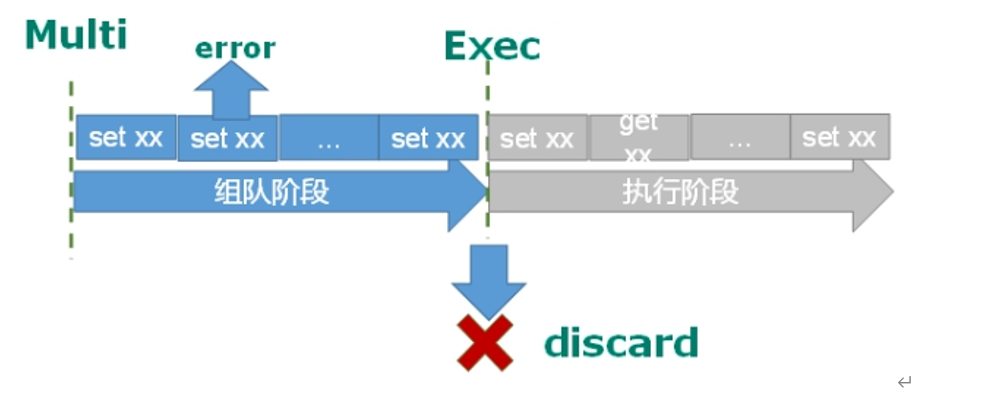 Multi
error
Exec
set xx
set xx
...
set xx
set xx
get
xx
...
set xx
组队阶段
执行阶段
discard